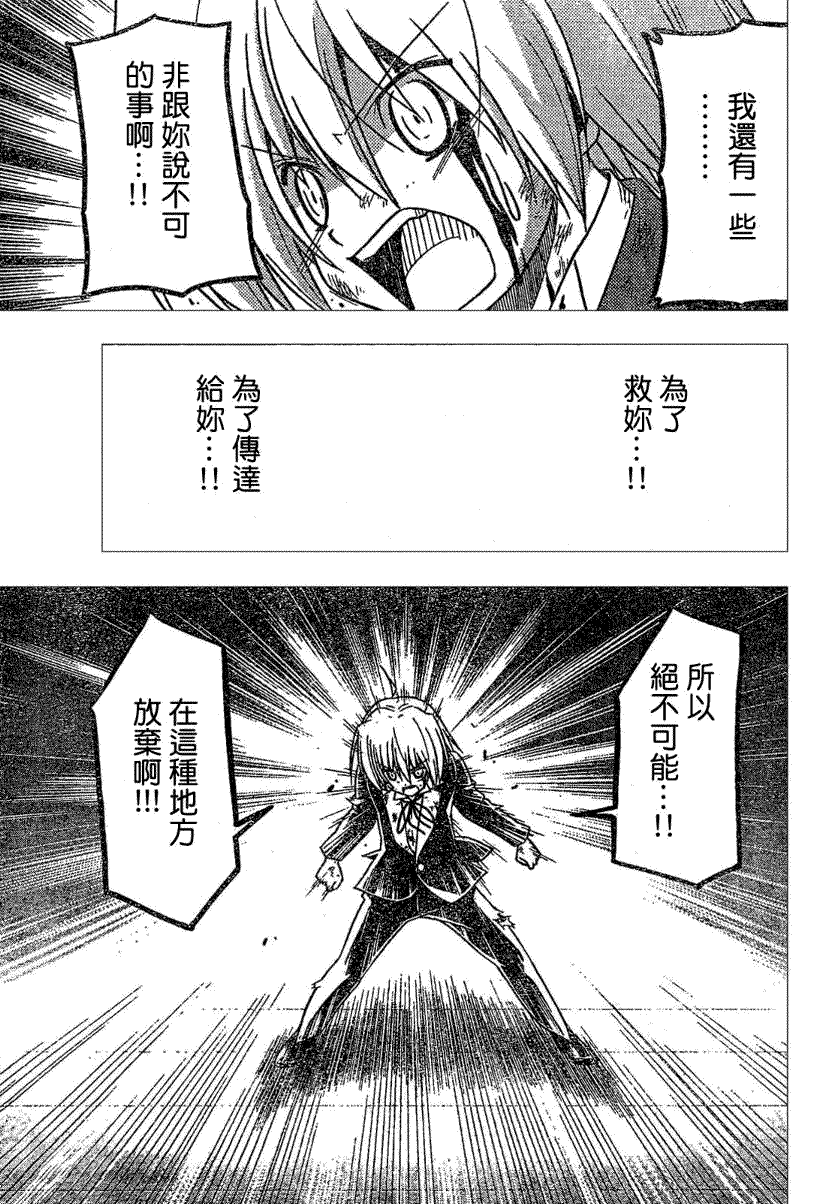 我還有一些
………
非跟妳說不可
的事啊…!!
為了
救妳…!!
為了傳達
給妳…!!
所以
絕不可能…!!
在這種地方
放棄啊!!!